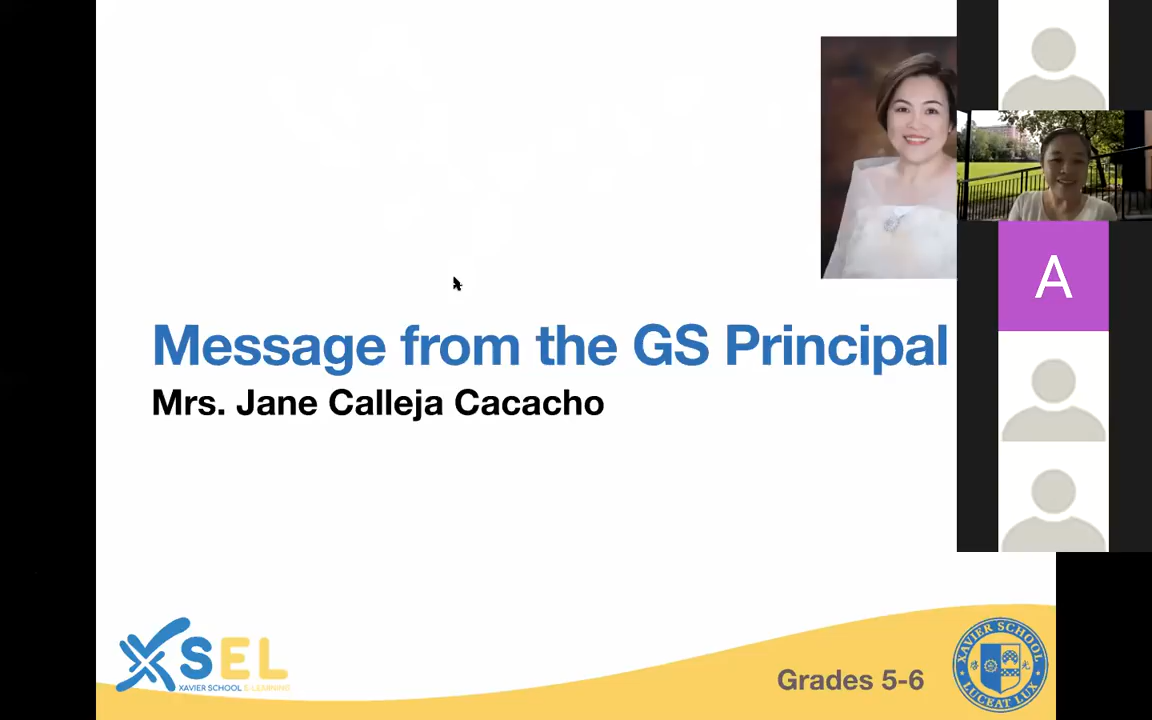 A
Message from the GS Principal
Mrs. Jane Calleja Cacacho
XSEL
XAVIER SCHOOL E-LEARNING
Grades 5-6
XAVIER SCHOOL
LUCEAT LUX